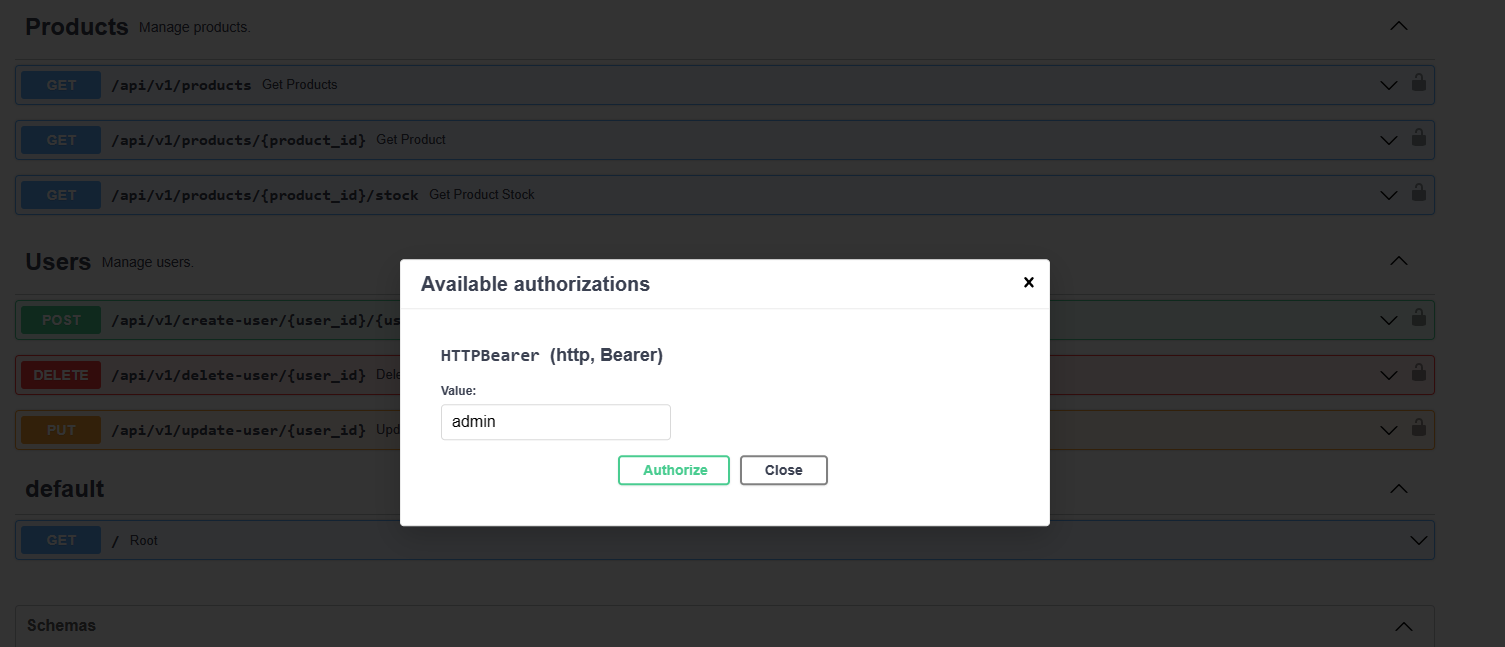 Products Manage products.
GET /api/v1/products Get Products
GET /api/v1/products/{product_id} Get Product
GET /api/v1/products/{product_id}/stock Get Product Stock
Users Manage users.
Available authorizations
POST /api/v1/create-user/{user_id}/{us
HTTPBearer (http, Bearer)
DELETE /api/v1/delete-user/{user_id} Dele
Value:
admin
PUT /api/v1/update-user/{user_id} Upd
Authorize Close
default
GET / Root
Schemas